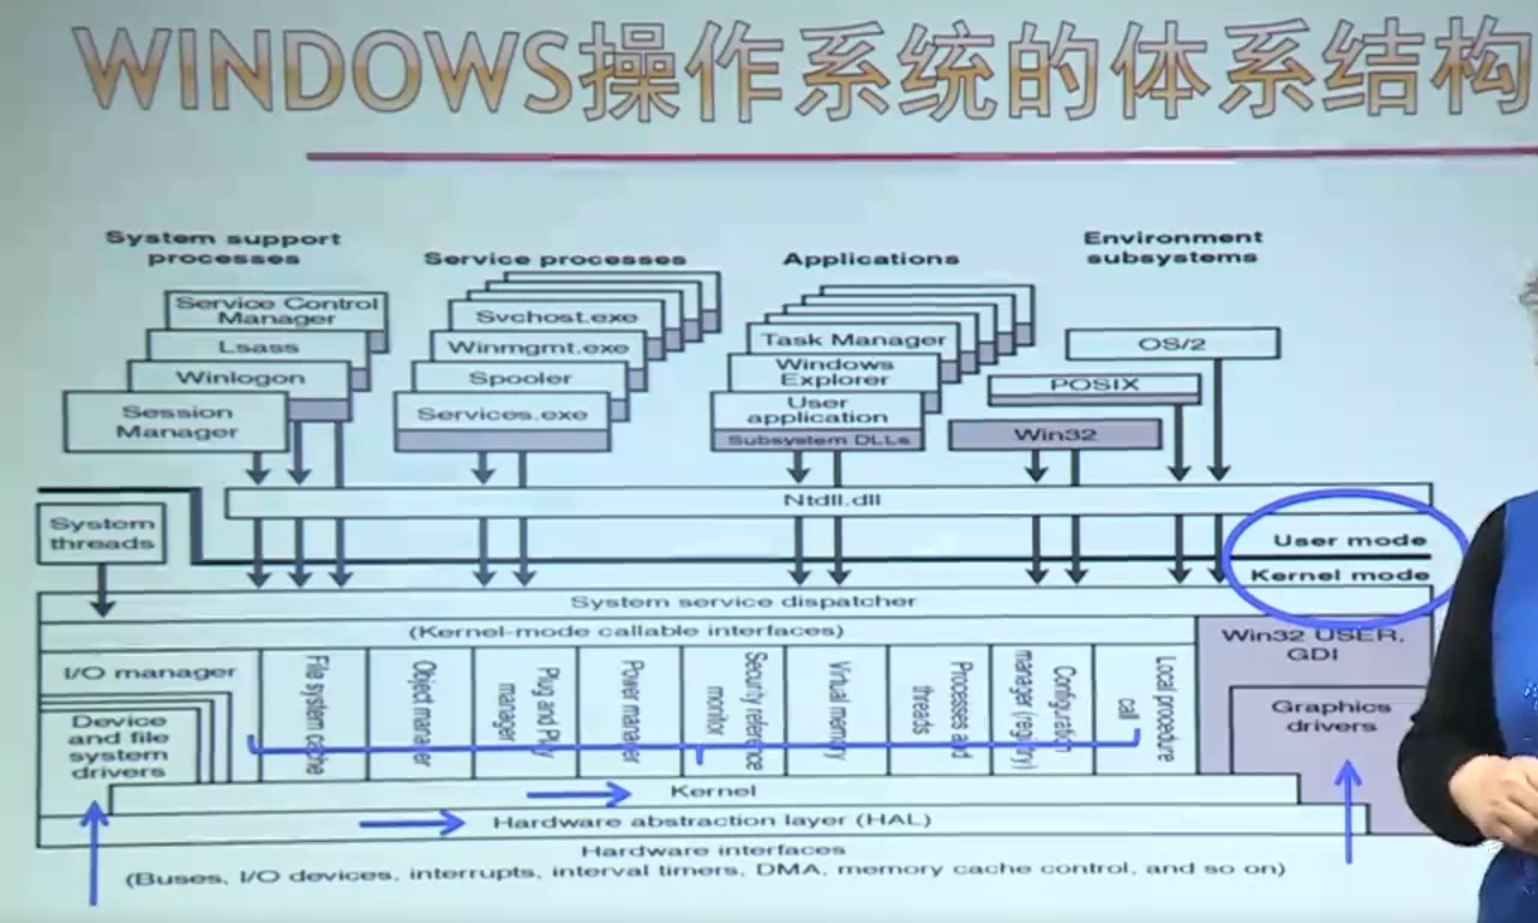 WINDOWS操作系统的体系结构
System support
processes
Service Control
Manager
Lsass
Winlogon
Session
Manager
Service processes
Svchost.exe
Winmgmt.exe
Spooler
Services.exe
Applications
Task Manager
Windows
Explorer
User
application
Subsystem DLLs
Environment
subsystems
OS/2
POSIX
Win32
Ntdll.dll
System
threads
User mode
Kernel mode
System service dispatcher
(Kernel-mode callable interfaces)
I/O manager
Device
and file
system
drivers
File system cache
Object manager
Plug and Play
manager
Power manager
Security reference
monitor
Virtual memory
Processes and
threads
Configuration
manager (registry)
Local procedure
call
Win32 USER,
GDI
Graphics
drivers
Kernel
Hardware abstraction layer (HAL)
Hardware interfaces
(Buses, I/O devices, interrupts, interval timers, DMA, memory cache control, and so on)